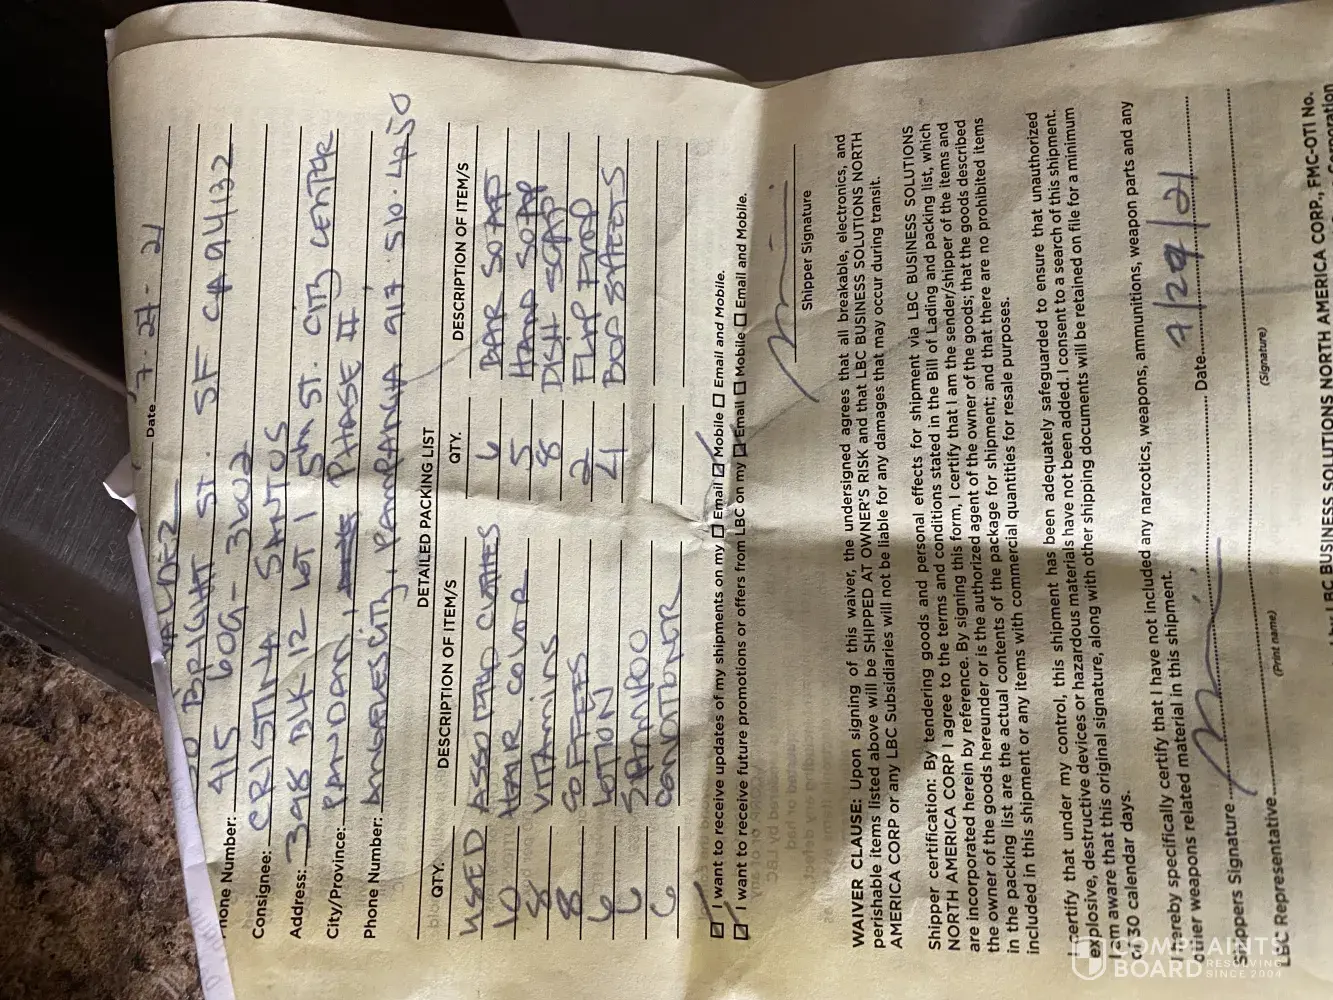 Date 7-29-21
VALDEZ
BRIGHT ST. SF CA 94132
Phone Number: 415 606-3602
Consignee: CRISTINA SANTOS
Address: 398 BLK 12 LOT 1 5th ST. CITY CENTER
City/Province: PANDAN, PHASE II
Phone Number: ANGELES CITY, PAMPANGA 917.510.4250
DETAILED PACKING LIST
QTY. DESCRIPTION OF ITEM/S QTY. DESCRIPTION OF ITEM/S
USED ASSORTED CLOTHES 6 BAR SOAP
10 HAIR COLOR 5 HAND SOAP
8 VITAMINS 8 DISH SOAP
8 COFFEES 2
6 LOTION 4 BED SHEETS
6 SHAMPOO
6 CONDITIONER
I want to receive updates of my shipments on my Email Mobile Email and Mobile.
I want to receive future promotions or offers from LBC on my Email Mobile Email and Mobile.
Shipper Signature
WAIVER CLAUSE: Upon signing of this waiver, the undersigned agrees that all breakable, electronics, and
perishable items listed above will be SHIPPED AT OWNER'S RISK and that LBC BUSINESS SOLUTIONS NORTH
AMERICA CORP or any LBC Subsidiaries will not be liable for any damages that may occur during transit.
Shipper certification: By tendering goods and personal effects for shipment via LBC BUSINESS SOLUTIONS
NORTH AMERICA CORP I agree to the terms and conditions stated in the Bill of Lading and packing list, which
are incorporated herein by reference. By signing this form, I certify that I am the sender/shipper of the items and
the owner of the goods hereunder or is the authorized agent of the owner of the goods; that the goods described
in the packing list are the actual contents of the package for shipment; and that there are no prohibited items
included in this shipment or any items with commercial quantities for resale purposes.
I certify that under my control, this shipment has been adequately safeguarded to ensure that unauthorized
explosive, destructive devices or hazardous materials have not been added. I consent to a search of this shipment.
I am aware that this original signature, along with other shipping documents will be retained on file for a minimum
of 30 calendar days.
I hereby specifically certify that I have not included any narcotics, weapons, ammunitions, weapon parts and any
other weapons related material in this shipment.
Shippers Signature Date 7/29/21
LBC Representative (Print name) (Signature)
LBC BUSINESS SOLUTIONS NORTH AMERICA CORP., FMC-OTI No.
Corporation
COMPLAINTS
BOARD RESOLVING
SINCE 2004